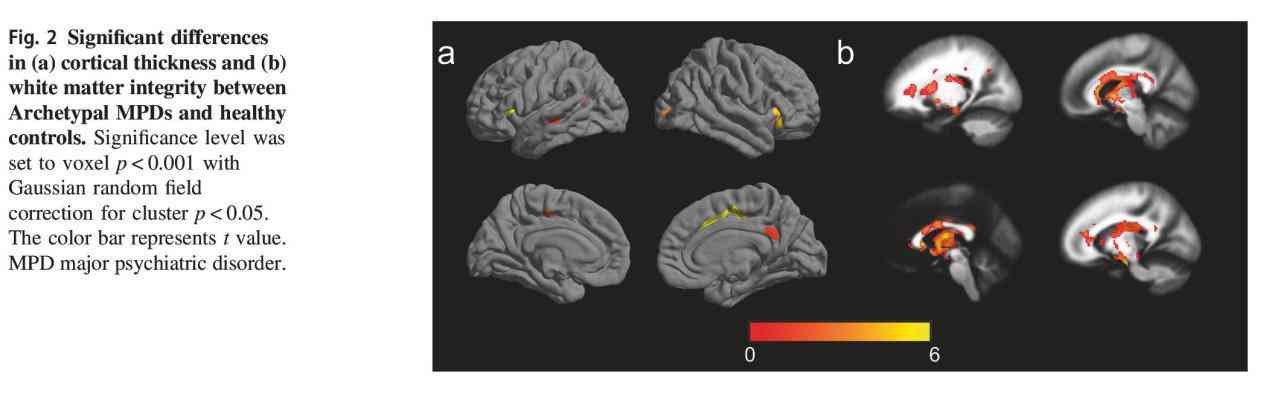 Fig. 2 Significant differences
in (a) cortical thickness and (b)
white matter integrity between
Archetypal MPDs and healthy
controls. Significance level was
set to voxel p < 0.001 with
Gaussian random field
correction for cluster p < 0.05.
The color bar represents t value.
MPD major psychiatric disorder.
a
b
0
6